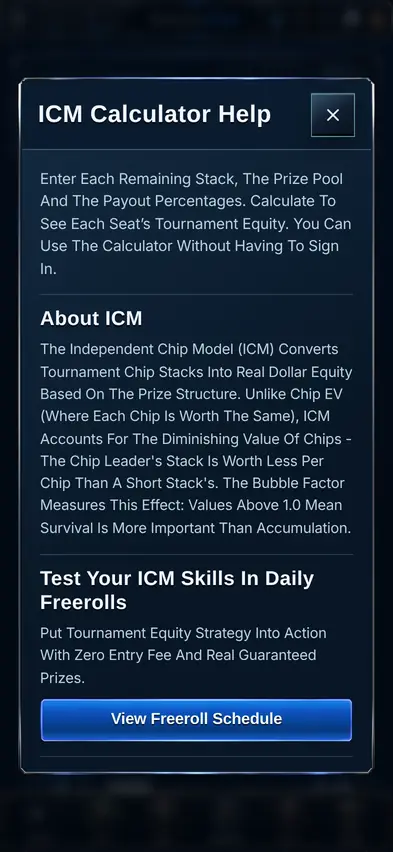 ICM Calculator Help
Enter Each Remaining Stack, The Prize Pool
And The Payout Percentages. Calculate To
See Each Seat’s Tournament Equity. You Can
Use The Calculator Without Having To Sign
In.
About ICM
The Independent Chip Model (ICM) Converts
Tournament Chip Stacks Into Real Dollar Equity
Based On The Prize Structure. Unlike Chip EV
(Where Each Chip Is Worth The Same), ICM
Accounts For The Diminishing Value Of Chips -
The Chip Leader's Stack Is Worth Less Per
Chip Than A Short Stack's. The Bubble Factor
Measures This Effect: Values Above 1.0 Mean
Survival Is More Important Than Accumulation.
Test Your ICM Skills In Daily
Freerolls
Put Tournament Equity Strategy Into Action
With Zero Entry Fee And Real Guaranteed
Prizes.
View Freeroll Schedule